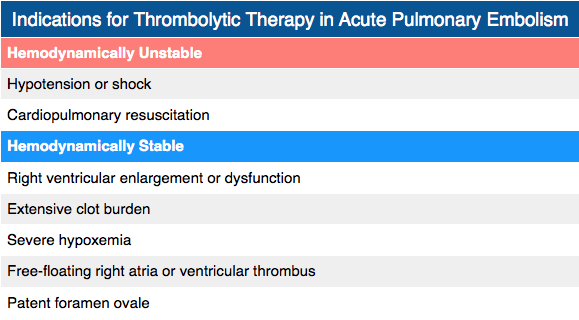 Indications for Thrombolytic Therapy in Acute Pulmonary Embolism
Hemodynamically Unstable
Hypotension or shock
Cardiopulmonary resuscitation
Hemodynamically Stable
Right ventricular enlargement or dysfunction
Extensive clot burden
Severe hypoxemia
Free-floating right atria or ventricular thrombus
Patent foramen ovale